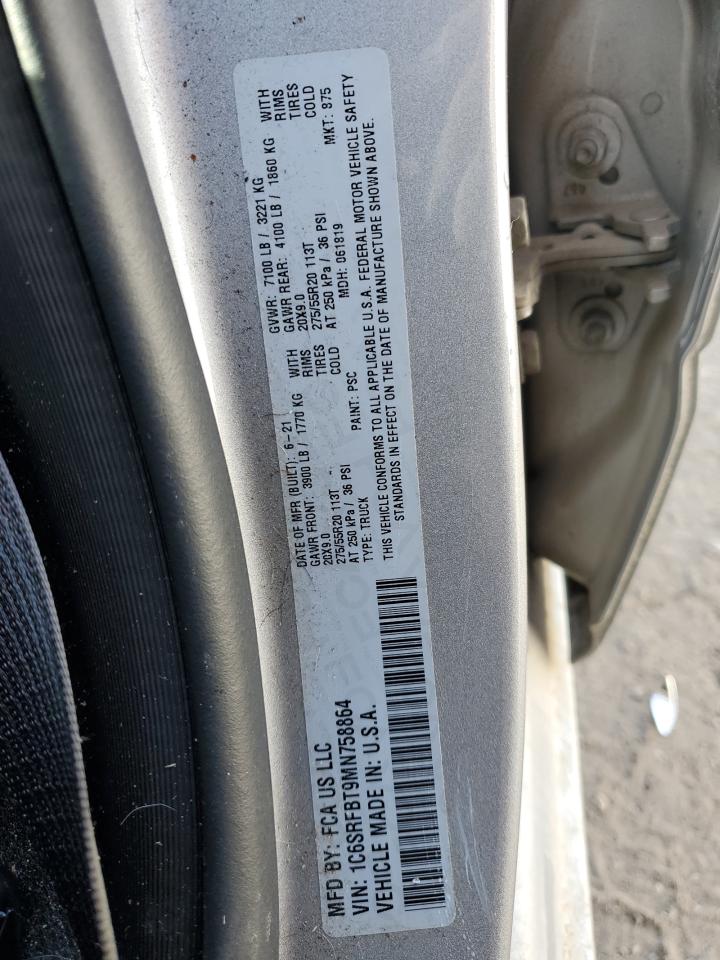 MFD BY: FCA US LLC
VIN: 1C6SRFBT9MN758864
VEHICLE MADE IN: U.S.A.
DATE OF MFR (BUILT): 6-21 GVWR: 7100 LB / 3221 KG
GAWR FRONT: 3900 LB / 1770 KG WITH GAWR REAR: 4100 LB / 1860 KG WITH
20X9.0 RIMS 20X9.0 RIMS
275/55R20 113T TIRES 275/55R20 113T TIRES
AT 250 kPa / 36 PSI COLD AT 250 kPa / 36 PSI COLD
TYPE: TRUCK PAINT: PSC MDH: 061819 MKT: 875
THIS VEHICLE CONFORMS TO ALL APPLICABLE U.S.A. FEDERAL MOTOR VEHICLE SAFETY
STANDARDS IN EFFECT ON THE DATE OF MANUFACTURE SHOWN ABOVE.